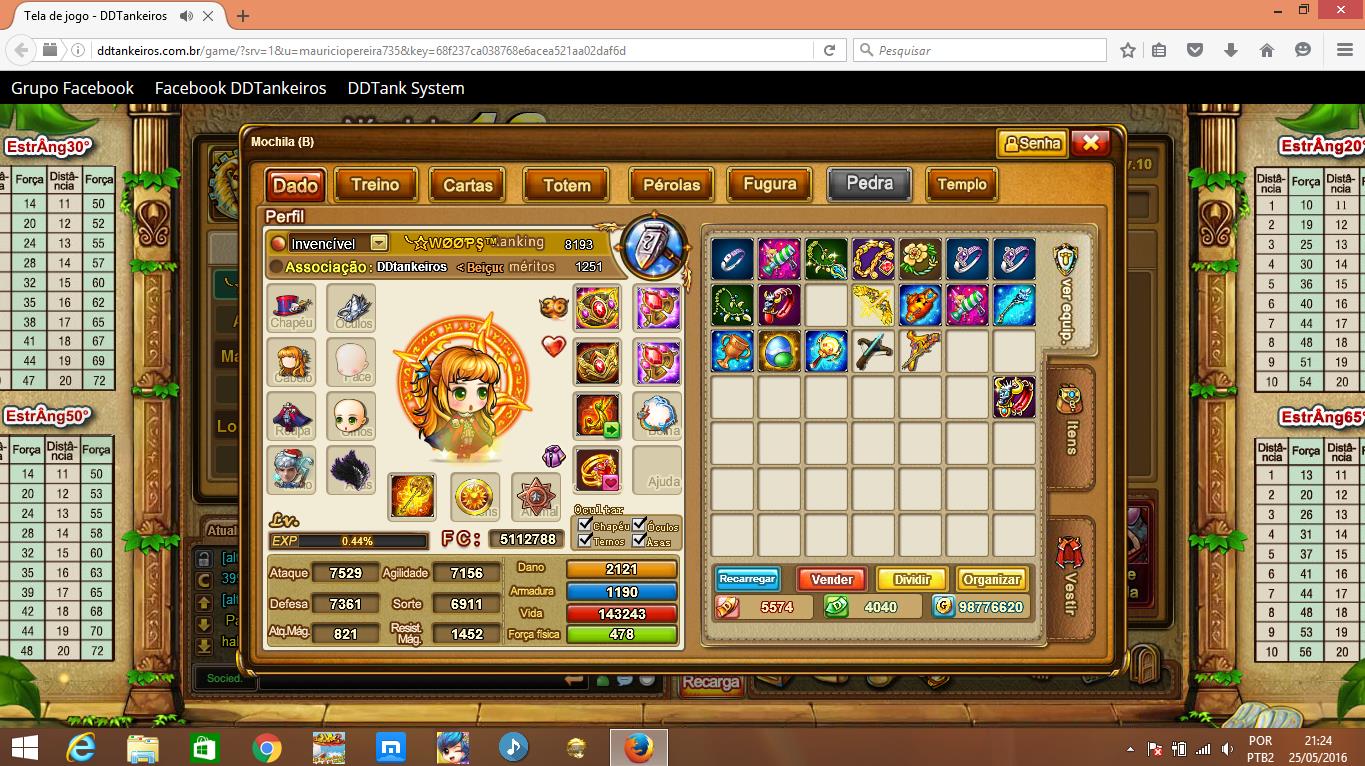 Tela de jogo - DDTankeiros
ddtankeiros.com.br/game/?srv=1&u=mauriciopereira735&key=68f237ca038768e6acea521aa02daf6d
Pesquisar
Grupo Facebook Facebook DDTankeiros DDTank System
Mochila (B) Senha
Dado Treino Cartas Totem Pérolas Fugura Pedra Templo
Perfil
Invencível ☆WØØƤŞ™ anking 8193
Associação : DDtankeiros < Beiçuc méritos 1251
Chapéu Óculos
Cabelo Face
Roupa Olhos
Bolha
Ajuda
Ocultar
Chapéu Óculos
Ternos Asas
Lv.
EXP 0.44% FC: 5112788
Ataque 7529 Agilidade 7156 Dano 2121
Defesa 7361 Sorte 6911 Armadura 1190
Vida 143243
Atq.Mág. 821 Resist. Mág. 1452 Força física 478
ver equip.
Itens
Vestir
Recarregar Vender Dividir Organizar
5574 4040 98776620
EstrÂng30°
Força Distância Força
14 11 50
20 12 52
24 13 55
28 14 57
32 15 60
35 16 62
38 17 65
41 18 67
44 19 69
47 20 72
EstrÂng50°
Força Distância Força
14 11 50
20 12 53
24 13 55
28 14 58
32 15 60
35 16 63
39 17 65
42 18 68
44 19 70
48 20 72
EstrÂng20°
Distância Força Distância
1 10 11
2 19 12
3 25 13
4 30 14
5 36 15
6 40 16
7 44 17
8 48 18
9 51 19
10 54 20
EstrÂng65°
Distância Força Distância
1 13 11
2 20 12
3 26 13
4 31 14
5 37 15
6 41 16
7 44 17
8 48 18
9 53 19
10 56 20
v.10
Atual
Socied.
Recarga
POR
PTB2
21:24
25/05/2016